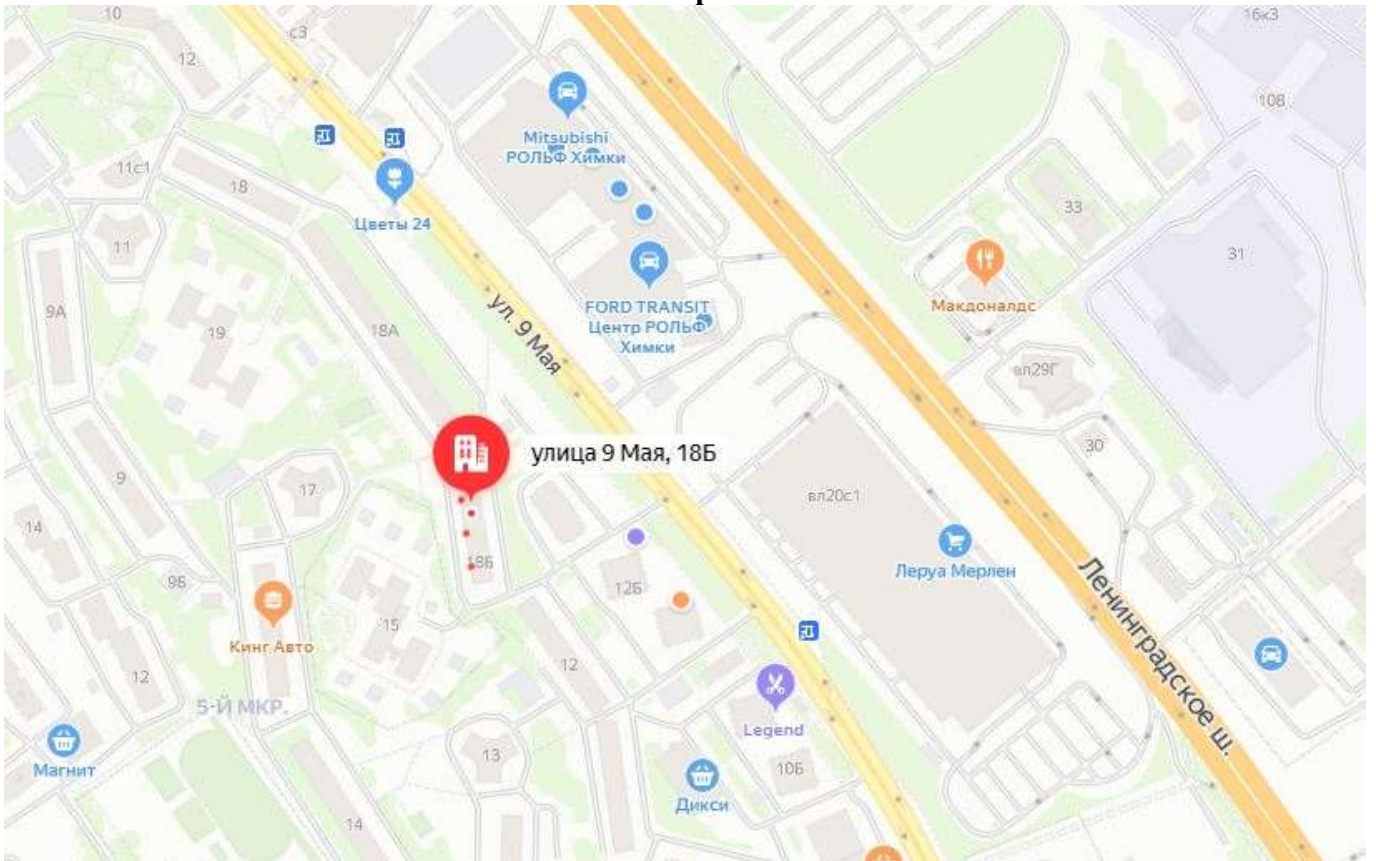 10
с3
12
16к3
108
Mitsubishi
РОЛЬФ Химки
11с1
18
33
Цветы 24
11
31
9А
19
18А
ул. 9 Мая
FORD TRANSIT
Центр РОЛЬФ
Химки
Макдоналдс
вл29Г
30
улица 9 Мая, 18Б
9
17
вл20с1
14
18Б
12Б
Леруа Мерлен
Ленинградское ш.
9Б
Кинг Авто
15
12
12
5-Й МКР.
Legend
Магнит
13
10Б
Дикси
14